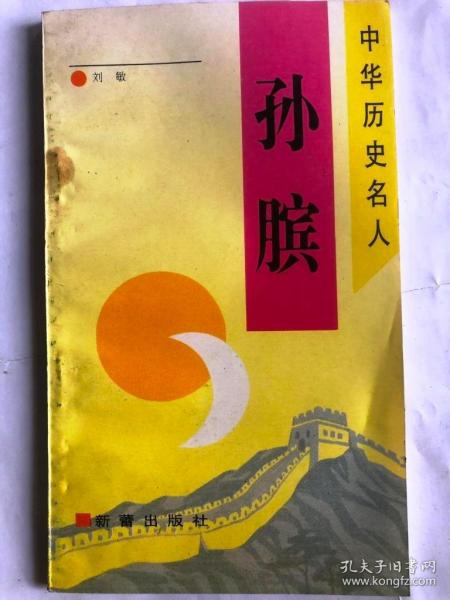 刘 敏
中华历史名人
孙膑
新蕾出版社
孔夫子旧书网
www.kongfz.com